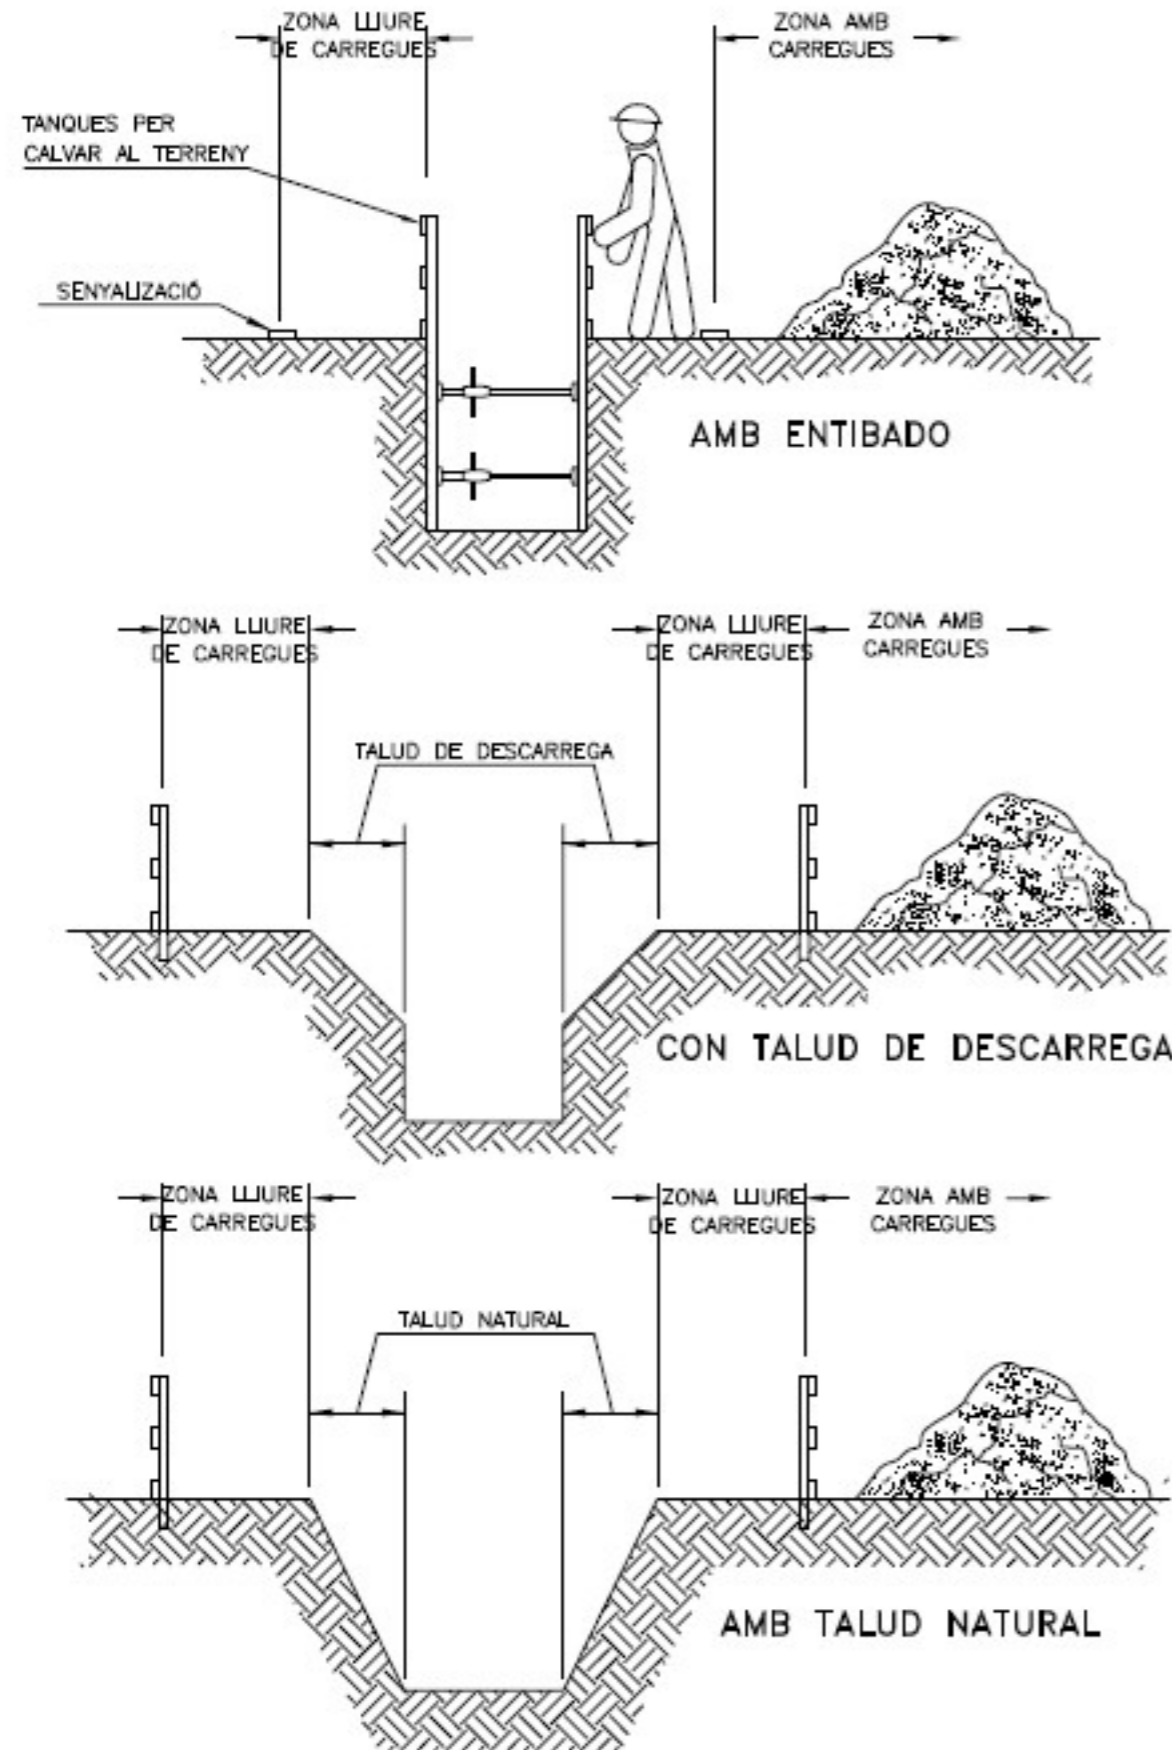 ZONA LLIURE
DE CARREGUES
ZONA AMB
CARREGUES
TANQUES PER
CALVAR AL TERRENY
SENYALIZACIÓ
AMB ENTIBADO
ZONA LLIURE
DE CARREGUES
ZONA LLIURE
DE CARREGUES
ZONA AMB
CARREGUES
TALUD DE DESCARREGA
CON TALUD DE DESCARREGA
ZONA LLIURE
DE CARREGUES
ZONA LLIURE
DE CARREGUES
ZONA AMB
CARREGUES
TALUD NATURAL
AMB TALUD NATURAL